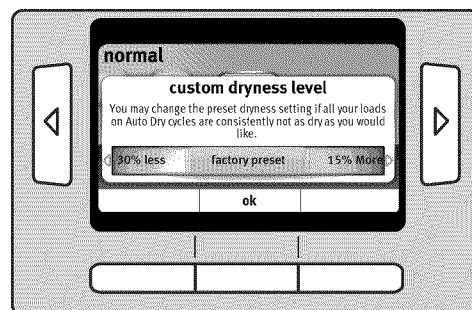 normal
custom dryness level
You may change the preset dryness setting if all your loads
on Auto Dry cycles are consistently not as dry as you would
like.
30% less factory preset 15% More
ok